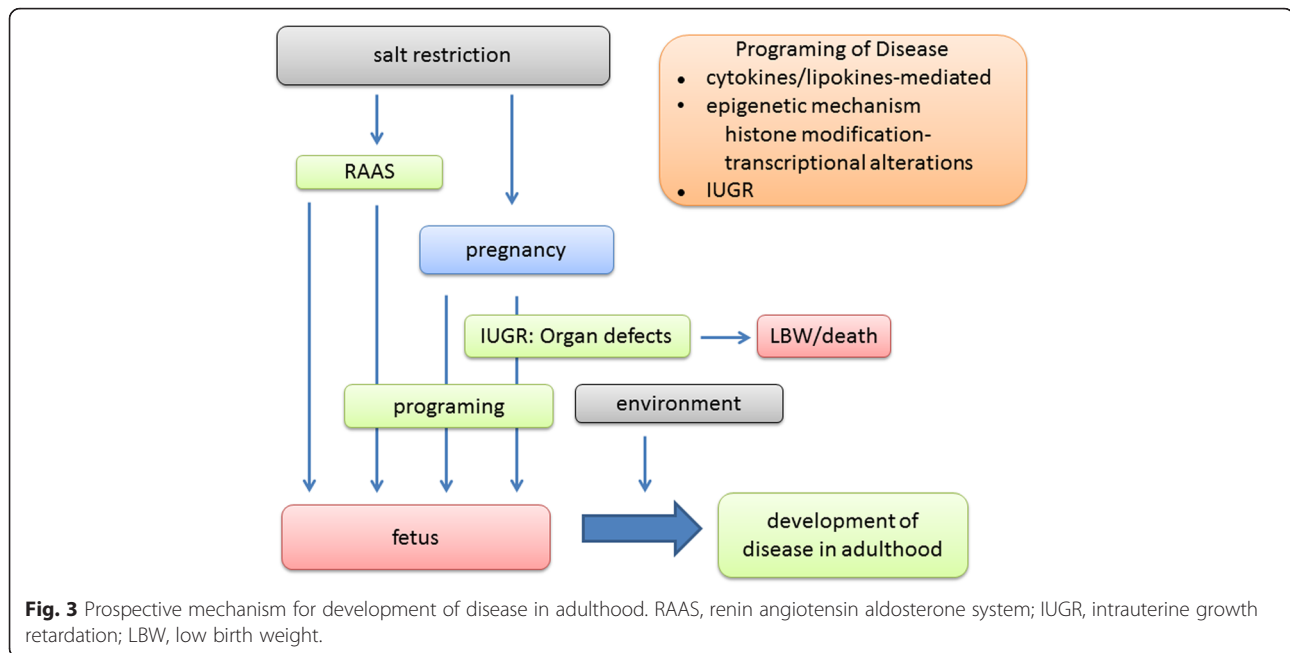 salt restriction
Programing of Disease
• cytokines/lipokines-mediated
• epigenetic mechanism
histone modification-
transcriptional alterations
• IUGR
RAAS
pregnancy
IUGR: Organ defects
LBW/death
programing
environment
fetus
development of
disease in adulthood
Fig. 3 Prospective mechanism for development of disease in adulthood. RAAS, renin angiotensin aldosterone system; IUGR, intrauterine growth
retardation; LBW, low birth weight.